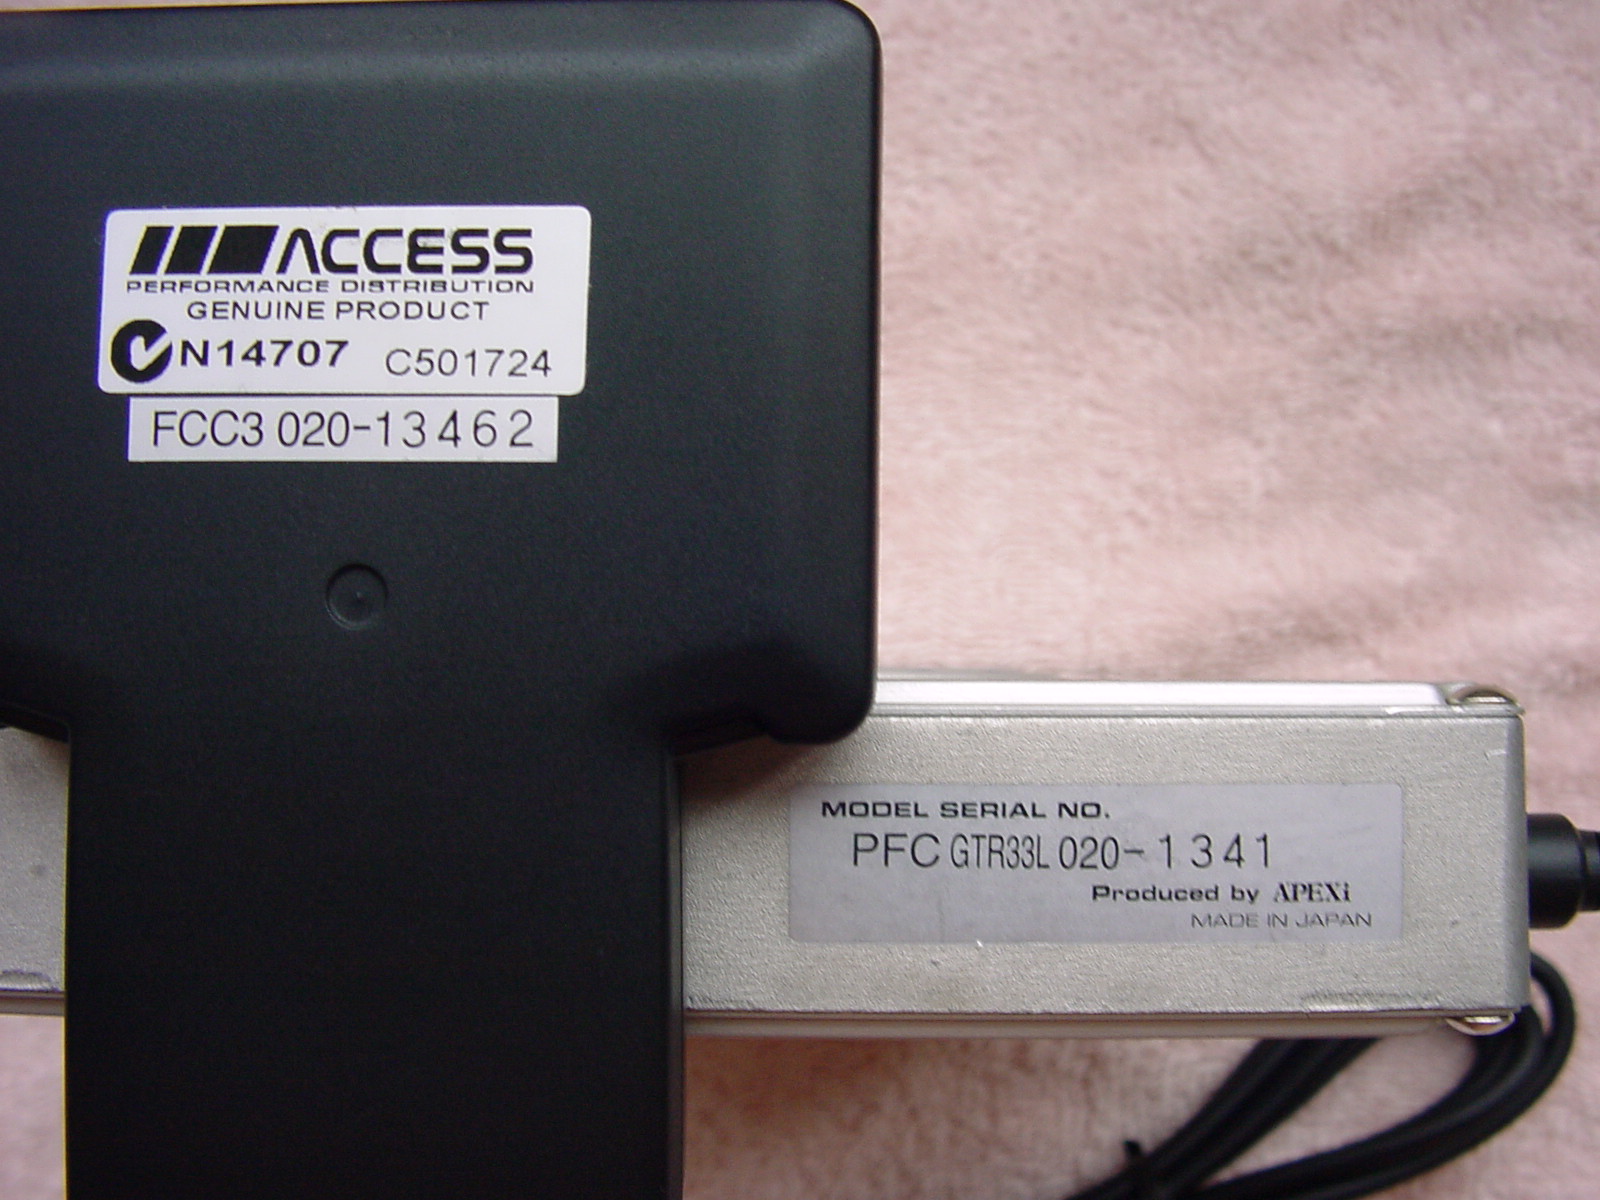 ACCESS
PERFORMANCE DISTRIBUTION
GENUINE PRODUCT
N14707 C501724
FCC3 020-13462
MODEL SERIAL NO.
PFC GTR33L 020-1341
Produced by APEXi
MADE IN JAPAN